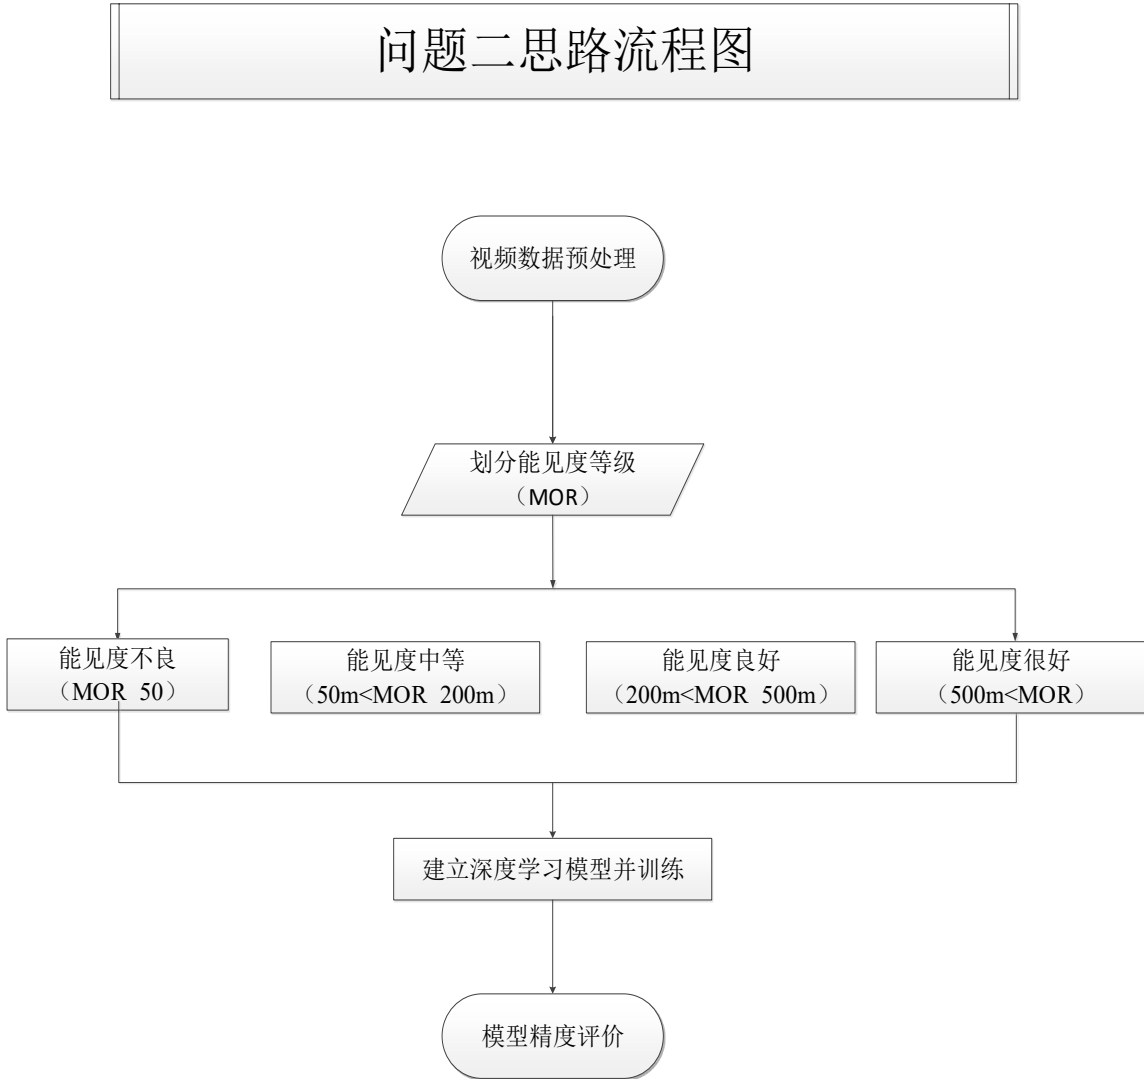 问题二思路流程图
视频数据预处理
划分能见度等级
（MOR）
能见度不良
（MOR 50）
能见度中等
（50m<MOR 200m）
能见度良好
（200m<MOR 500m）
能见度很好
（500m<MOR）
建立深度学习模型并训练
模型精度评价